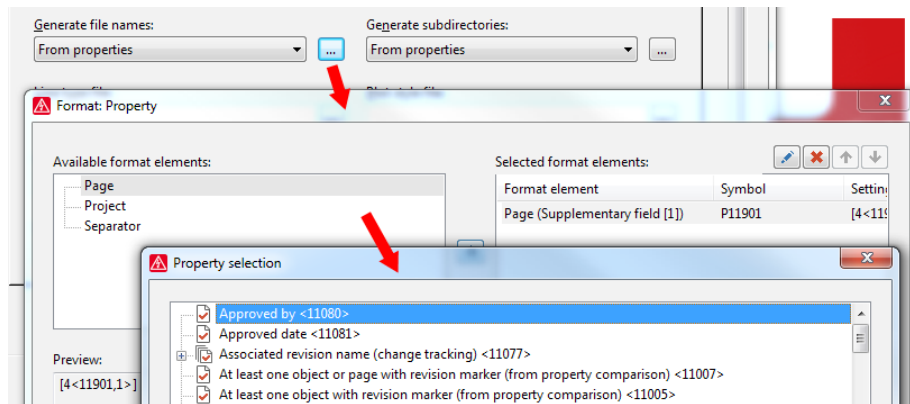 Generate file names:
Generate subdirectories:
From properties
...
From properties
...
Format: Property
Available format elements:
Selected format elements:
Page
Project
Separator
Format element
Symbol
Page (Supplementary field [1])
P11901
Property selection
Approved by <11080>
Approved date <11081>
Associated revision name (change tracking) <11077>
At least one object or page with revision marker (from property comparison) <11007>
At least one object with revision marker (from property comparison) <11005>
Preview:
[4<11901,1>]